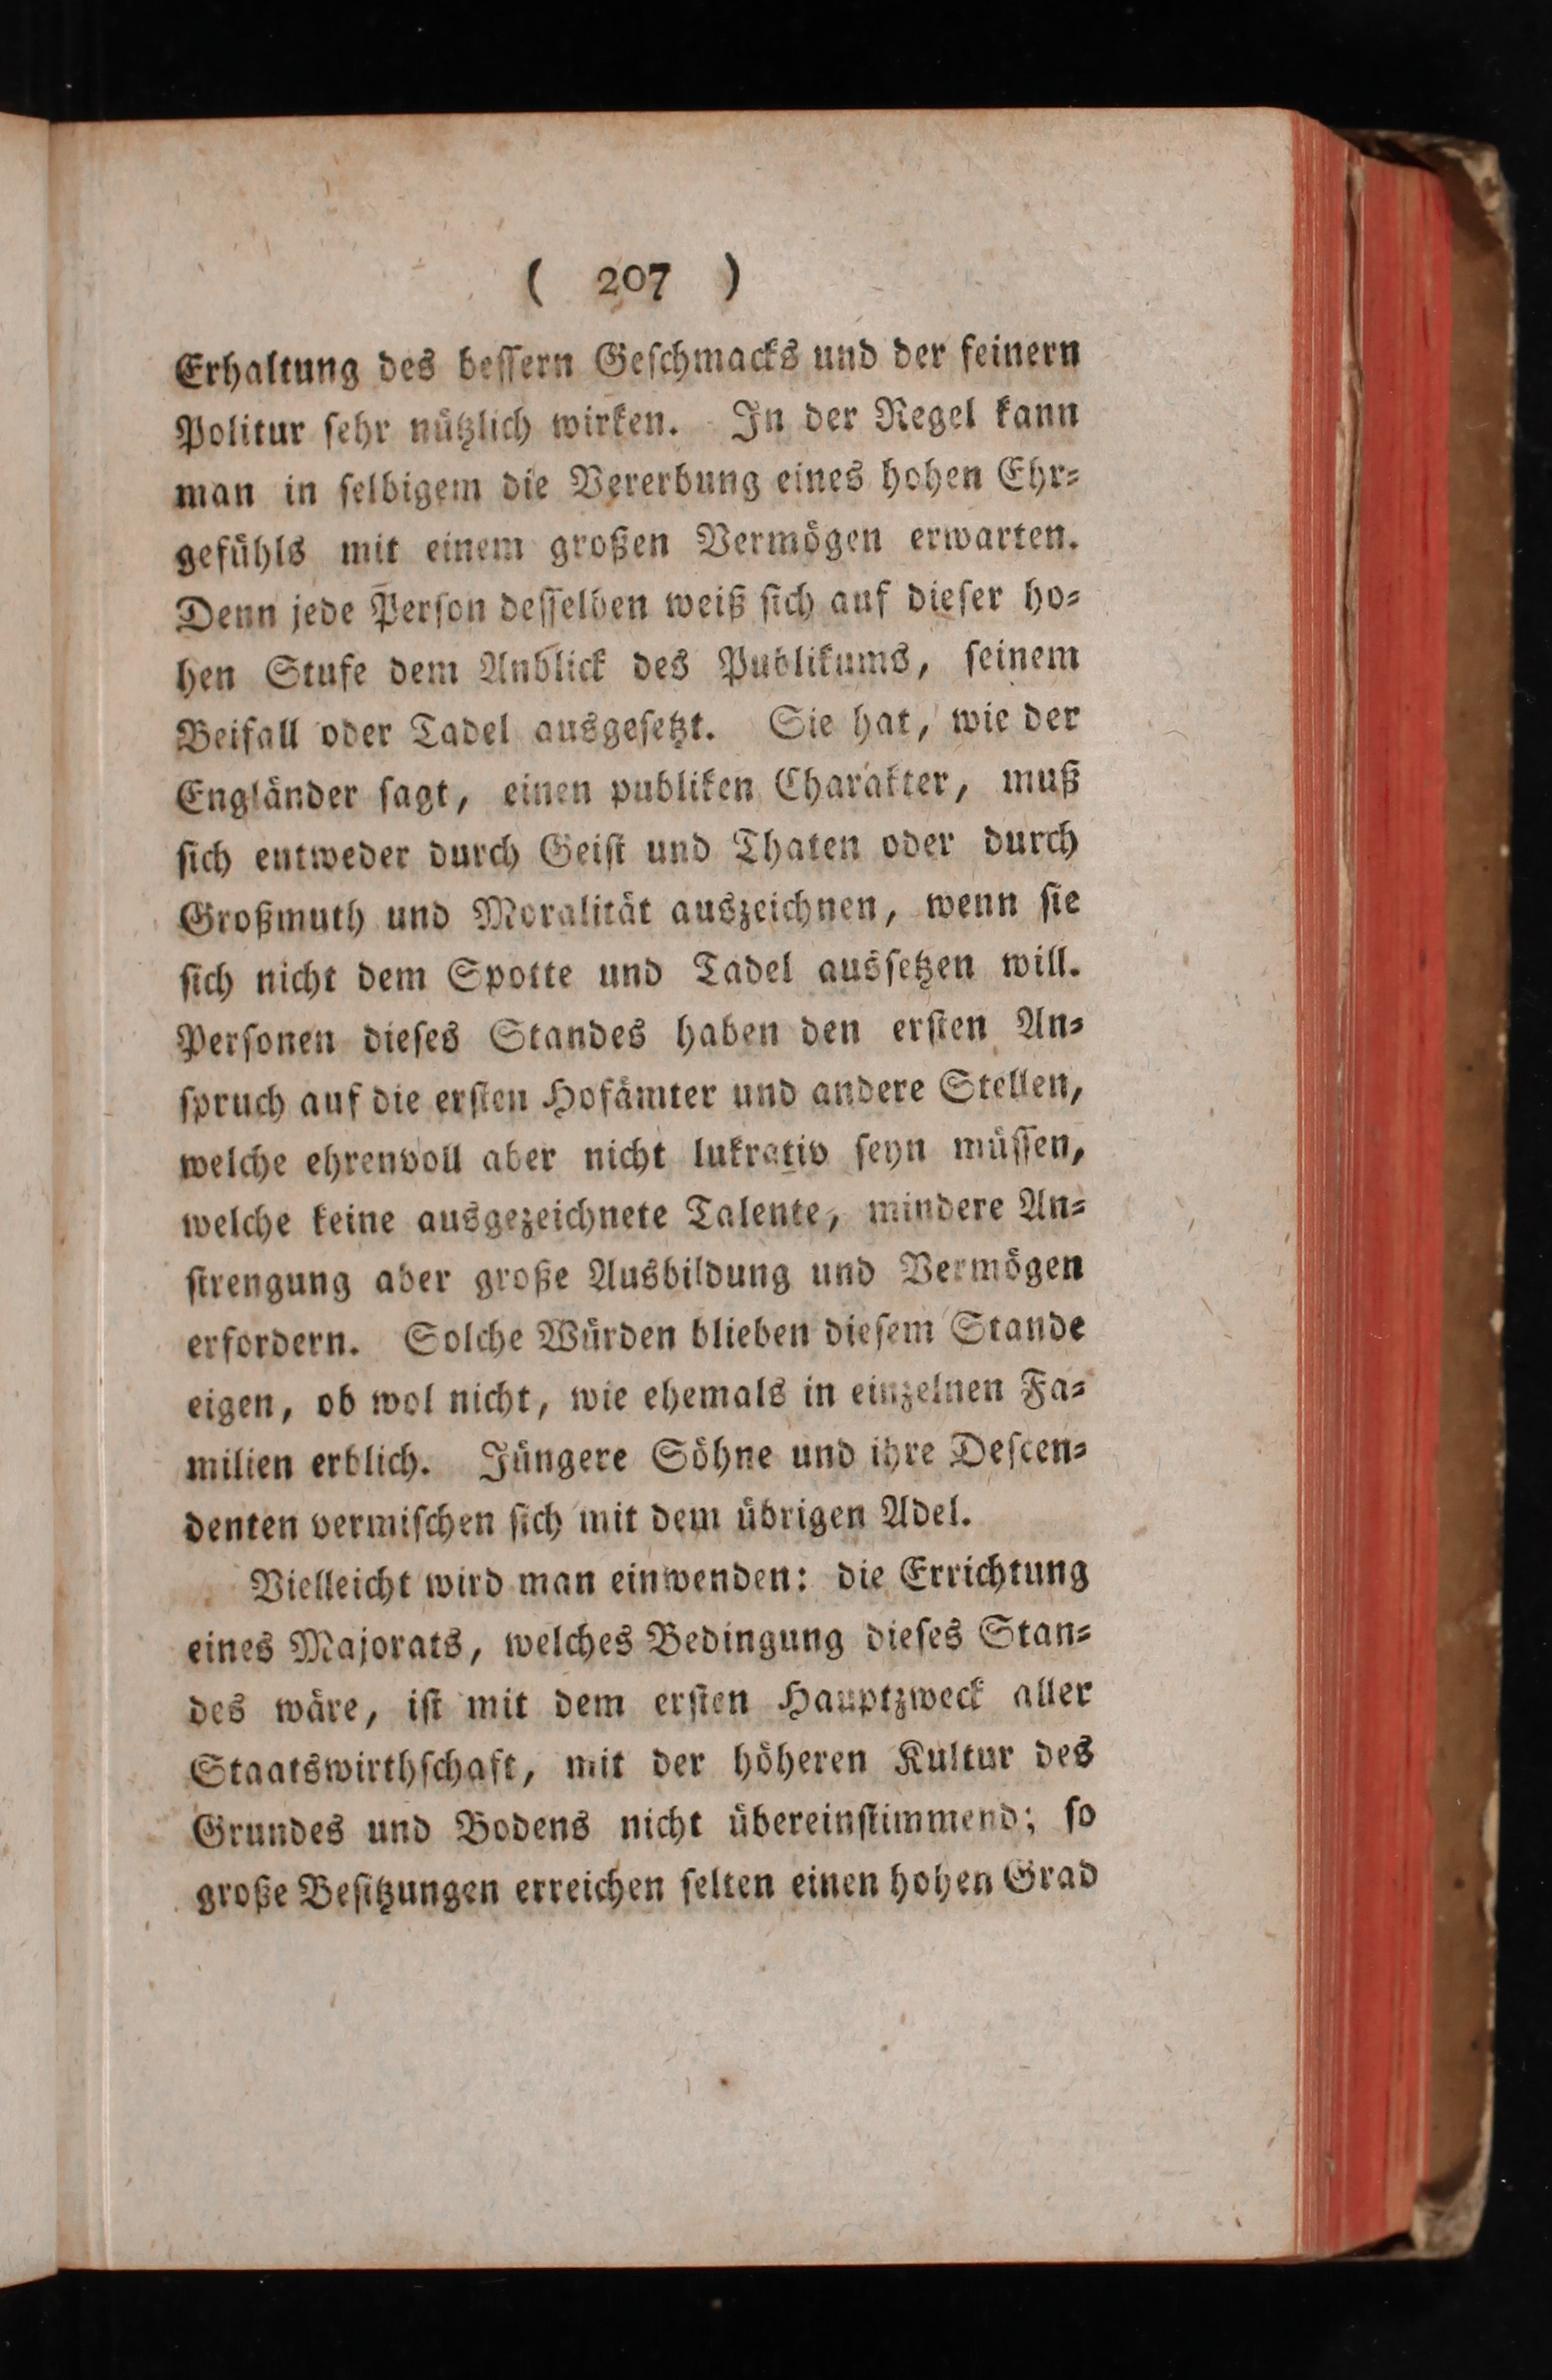 ( 207 )
Erhaltung des beſſern Geſchmacks und der feinern
Politur ſehr nützlich wirken. In der Regel kann
man in ſelbigem die Vererbung eines hohen Ehr⸗
gefühls mit einem großen Vermögen erwarten.
Denn jede Perſon deſſelben weiß ſich auf dieſer ho⸗
hen Stufe dem Anblick des Publikums, ſeinem
Beifall oder Tadel ausgeſetzt. Sie hat, wie der
Engländer ſagt, einen publiken Charakter, muß
ſich entweder durch Geiſt und Thaten oder durch
Großmuth und Moralität auszeichnen, wenn ſie
ſich nicht dem Spotte und Tadel ausſetzen will.
Perſonen dieſes Standes haben den erſten An⸗
ſpruch auf die erſten Hofämter und andere Stellen,
welche ehrenvoll aber nicht lukrativ ſeyn müſſen,
welche keine ausgezeichnete Talente, mindere An⸗
ſtrengung aber große Ausbildung und Vermögen
erfordern. Solche Würden blieben dieſem Stande
eigen, ob wol nicht, wie ehemals in einzelnen Fa⸗
milien erblich. Jüngere Söhne und ihre Deſcen⸗
denten vermiſchen ſich mit dem übrigen Adel.
Vielleicht wird man einwenden: die Errichtung
eines Majorats, welches Bedingung dieſes Stan⸗
des wäre, iſt mit dem erſten Hauptzweck aller
Staatswirthſchaft, mit der höheren Kultur des
Grundes und Bodens nicht übereinſtimmend; ſo
große Beſitzungen erreichen ſelten einen hohen Grad